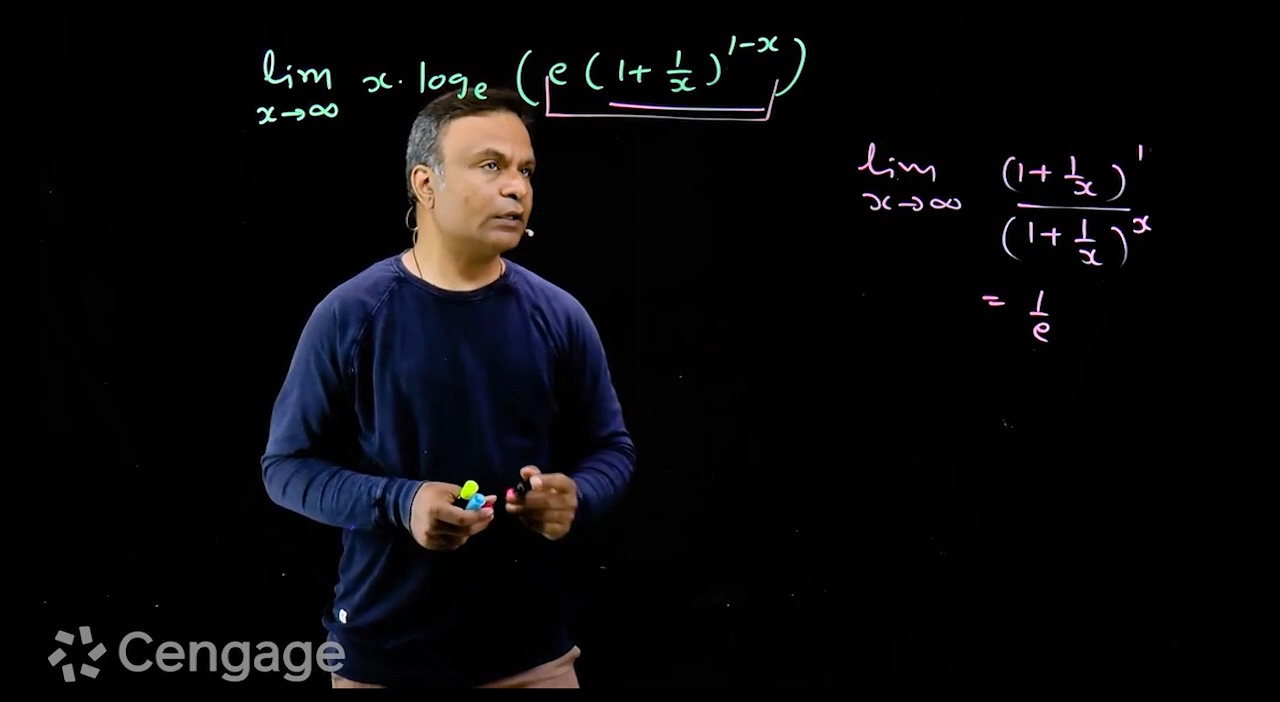 lim x→∞ x · logₑ ( e ( 1 + 1/x )^(1-x) )
lim x→∞ (1 + 1/x)^1 / (1 + 1/x)^x
= 1/e
Cengage